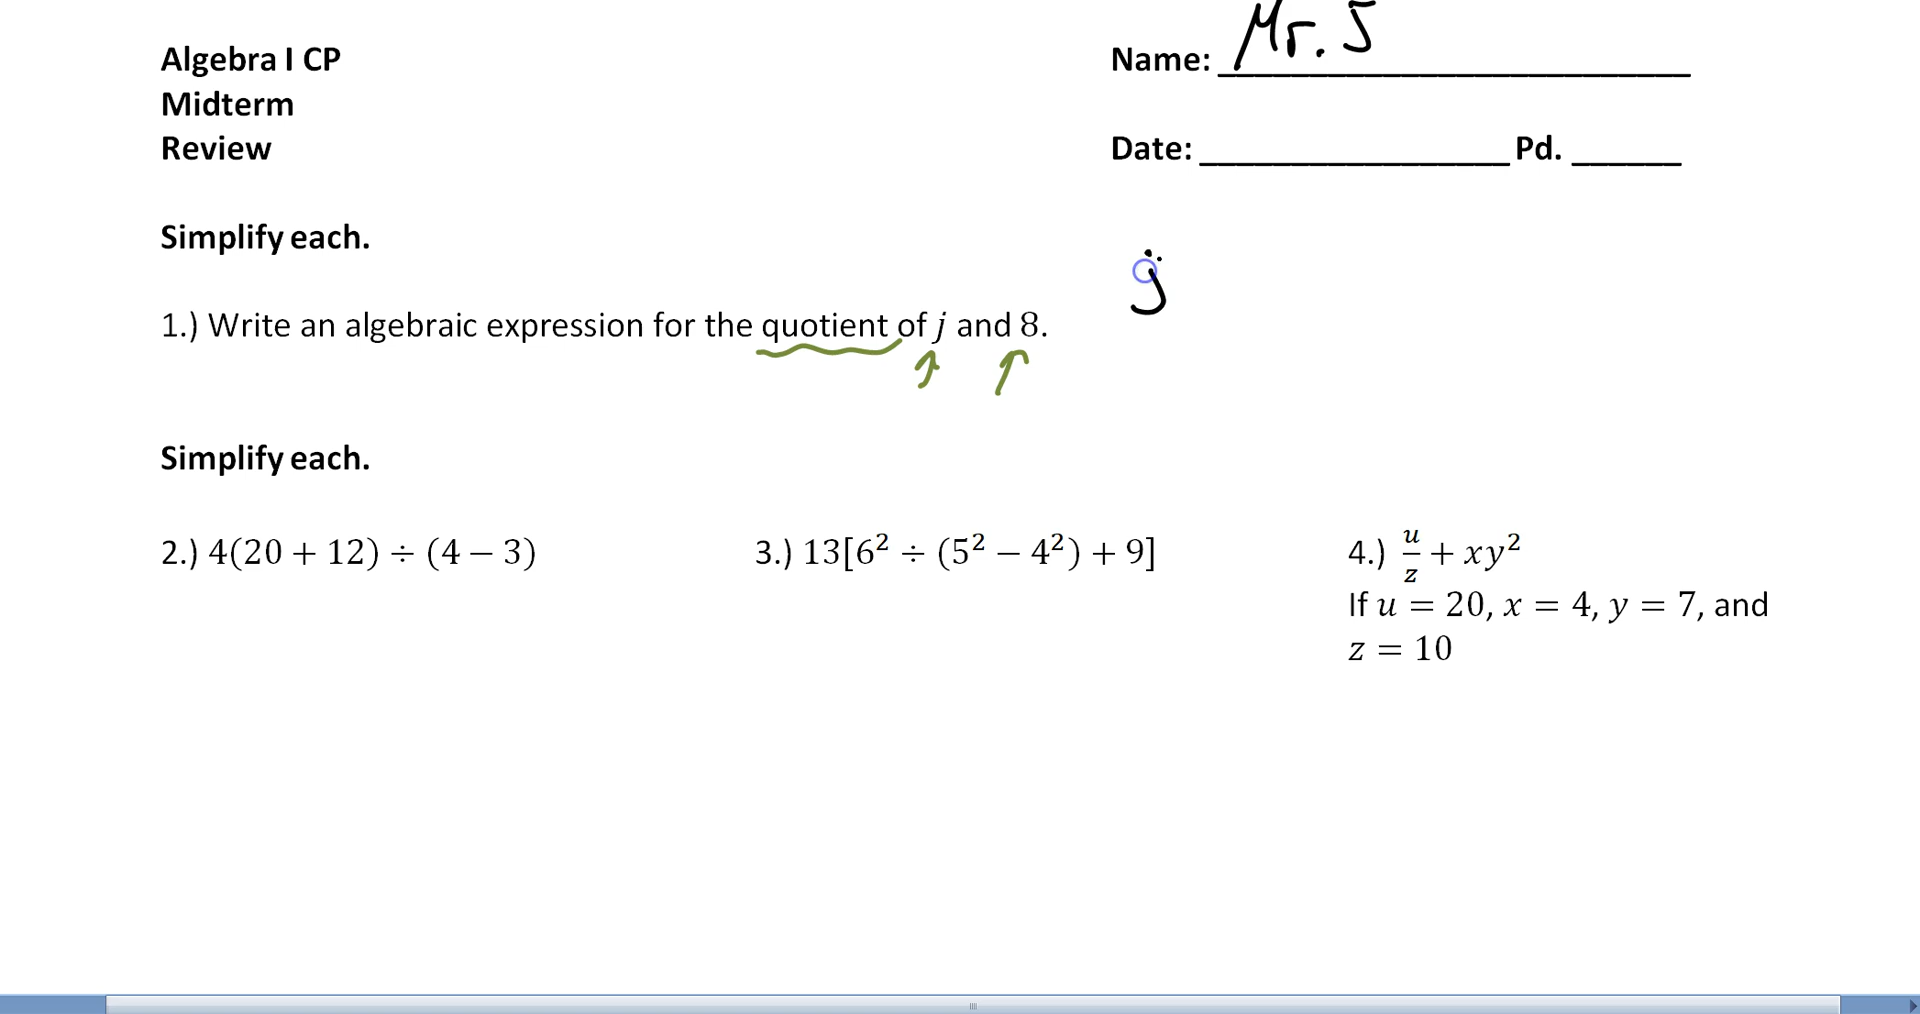 Algebra I CP
Name: Mr. J
Midterm
Review
Date: ________________ Pd. ______
Simplify each.
j
1.) Write an algebraic expression for the quotient of j and 8.
Simplify each.
2.) 4(20 + 12) ÷ (4 − 3)
3.) 13[6² ÷ (5² − 4²) + 9]
4.) u/z + xy²
If u = 20, x = 4, y = 7, and
z = 10